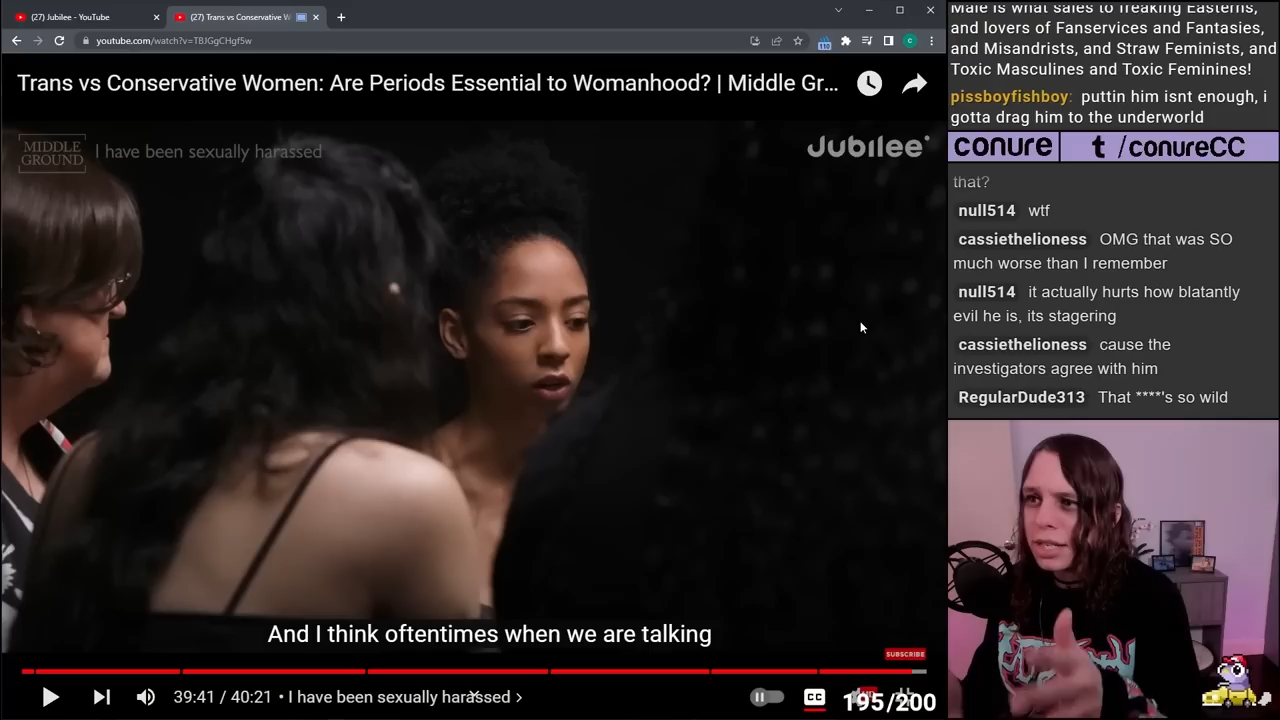 (27) Jubilee - YouTube
(27) Trans vs Conservative W
youtube.com/watch?v=TBJGgCHgf5w
Trans vs Conservative Women: Are Periods Essential to Womanhood? | Middle Gr...
MIDDLE
GROUND
I have been sexually harassed
Jubilee
And I think oftentimes when we are talking
SUBSCRIBE
39:41 / 40:21 • I have been sexually harassed >
CC
195/200
Male is what sales to freaking Easterns,
and lovers of Fanservices and Fantasies,
and Misandrists, and Straw Feminists, and
Toxic Masculines and Toxic Feminines!
pissboyfishboy: puttin him isnt enough, i
gotta drag him to the underworld
conure
t /conureCC
that?
null514 wtf
cassiethelioness OMG that was SO
much worse than I remember
null514 it actually hurts how blatantly
evil he is, its stagering
cassiethelioness cause the
investigators agree with him
RegularDude313 That ****'s so wild